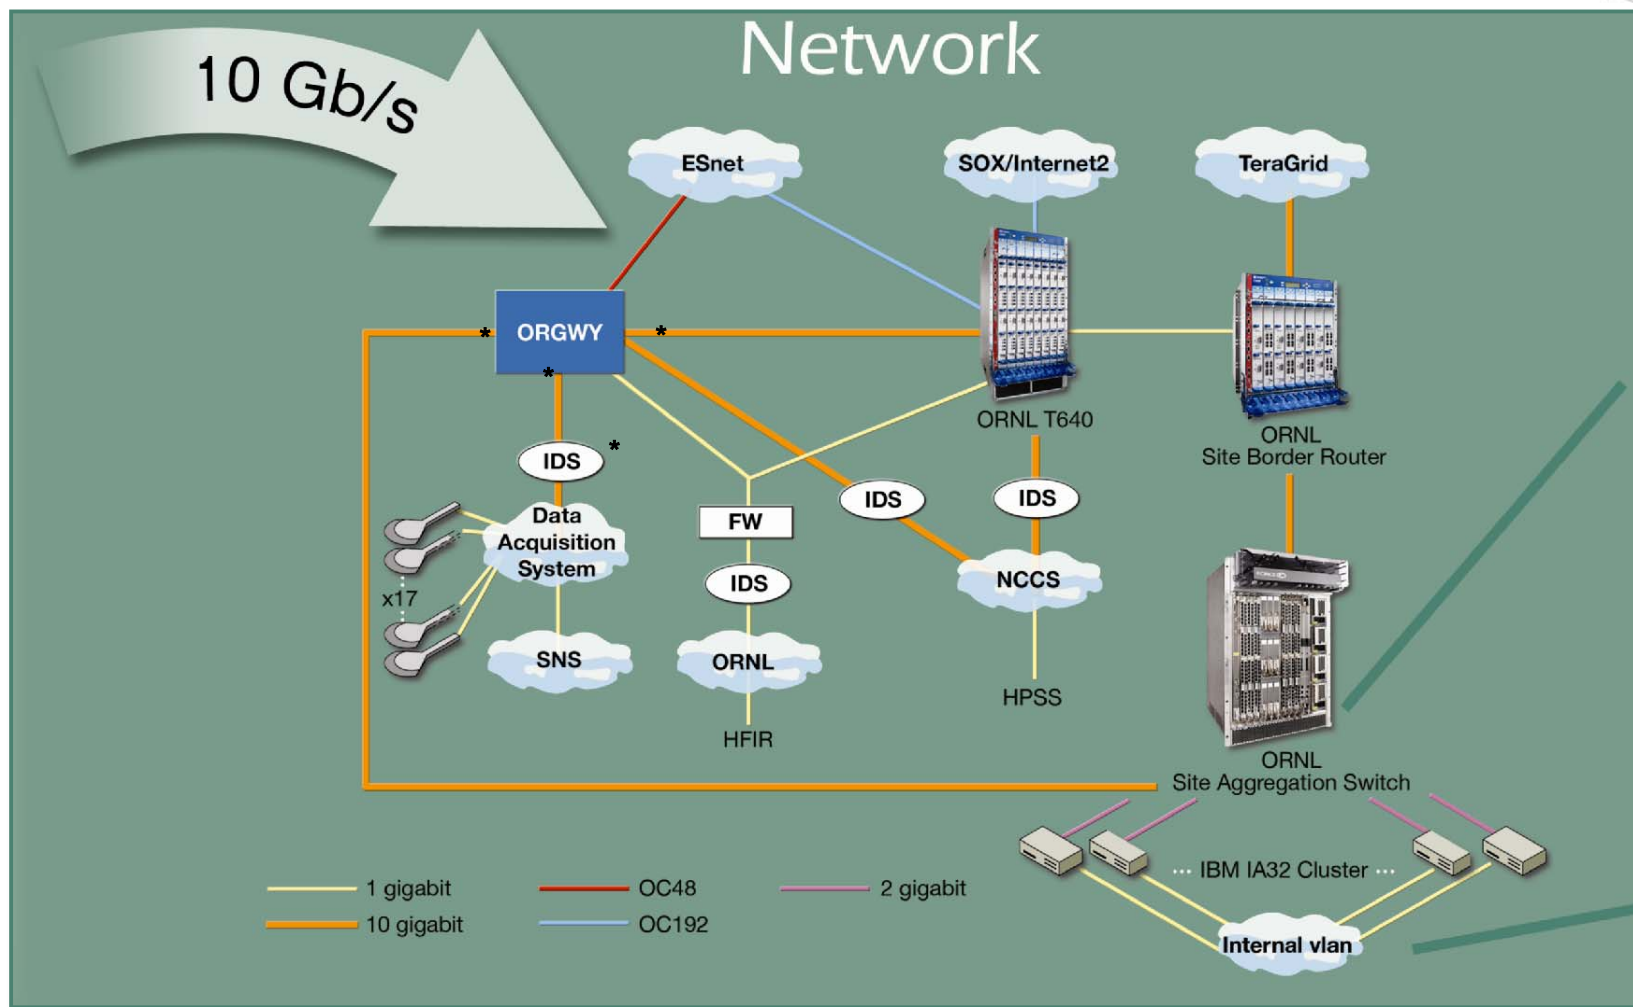 Network
10 Gb/s
ESnet
SOX/Internet2
TeraGrid
* ORGWY *
*
ORNL T640
ORNL
Site Border Router
IDS *
IDS
IDS
FW
Data
Acquisition
System
IDS
NCCS
x17
SNS
ORNL
HPSS
HFIR
ORNL
Site Aggregation Switch
··· IBM IA32 Cluster ···
1 gigabit
OC48
2 gigabit
10 gigabit
OC192
Internal vlan